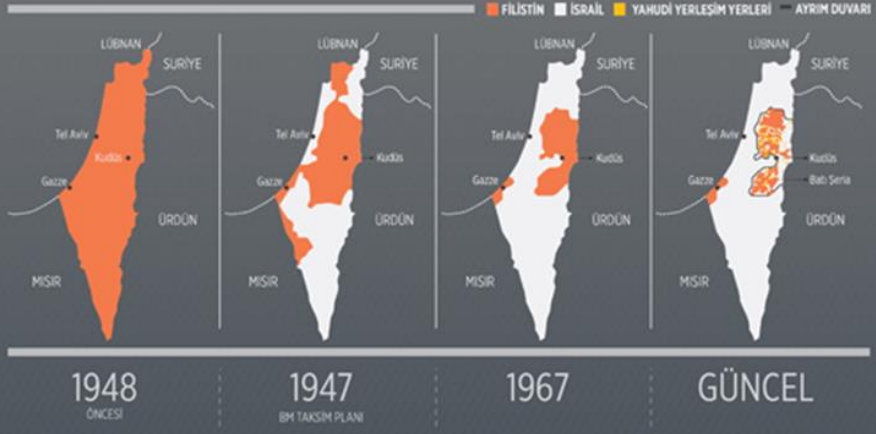 FİLİSTİN İSRAİL YAHUDİ YERLEŞİM YERLERİ AYRIM DUVARI
LÜBNAN
SURİYE
Tel Aviv
Kudüs
Gazze
ÜRDÜN
MISIR
1948
ÖNCESİ
LÜBNAN
SURİYE
Tel Aviv
Kudüs
Gazze
ÜRDÜN
MISIR
1947
BM TAKSİM PLANI
LÜBNAN
SURİYE
Tel Aviv
Kudüs
Gazze
ÜRDÜN
MISIR
1967
LÜBNAN
SURİYE
Tel Aviv
Kudüs
Gazze
Batı Şeria
ÜRDÜN
MISIR
GÜNCEL